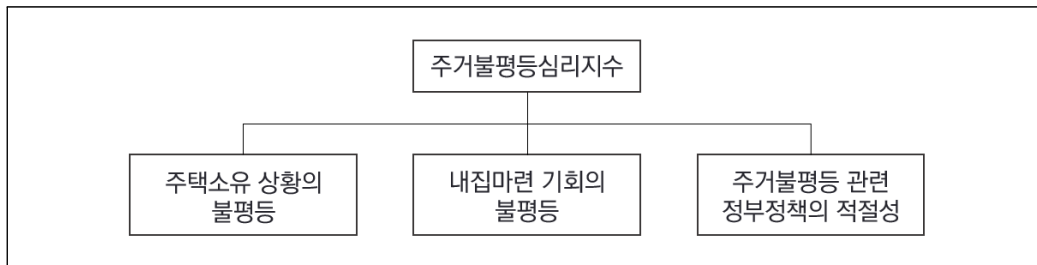 주거불평등심리지수
주택소유 상황의
불평등
내집마련 기회의
불평등
주거불평등 관련
정부정책의 적절성